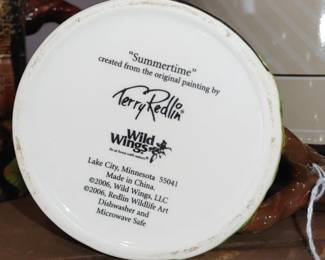 "Summertime"
created from the original painting by
Terry Redlin®
Wild
Wings®
Lake City, Minnesota 55041
Made in China.
©2006, Wild Wings, LLC
©2006, Redlin Wildlife Art
Dishwasher and
Microwave Safe